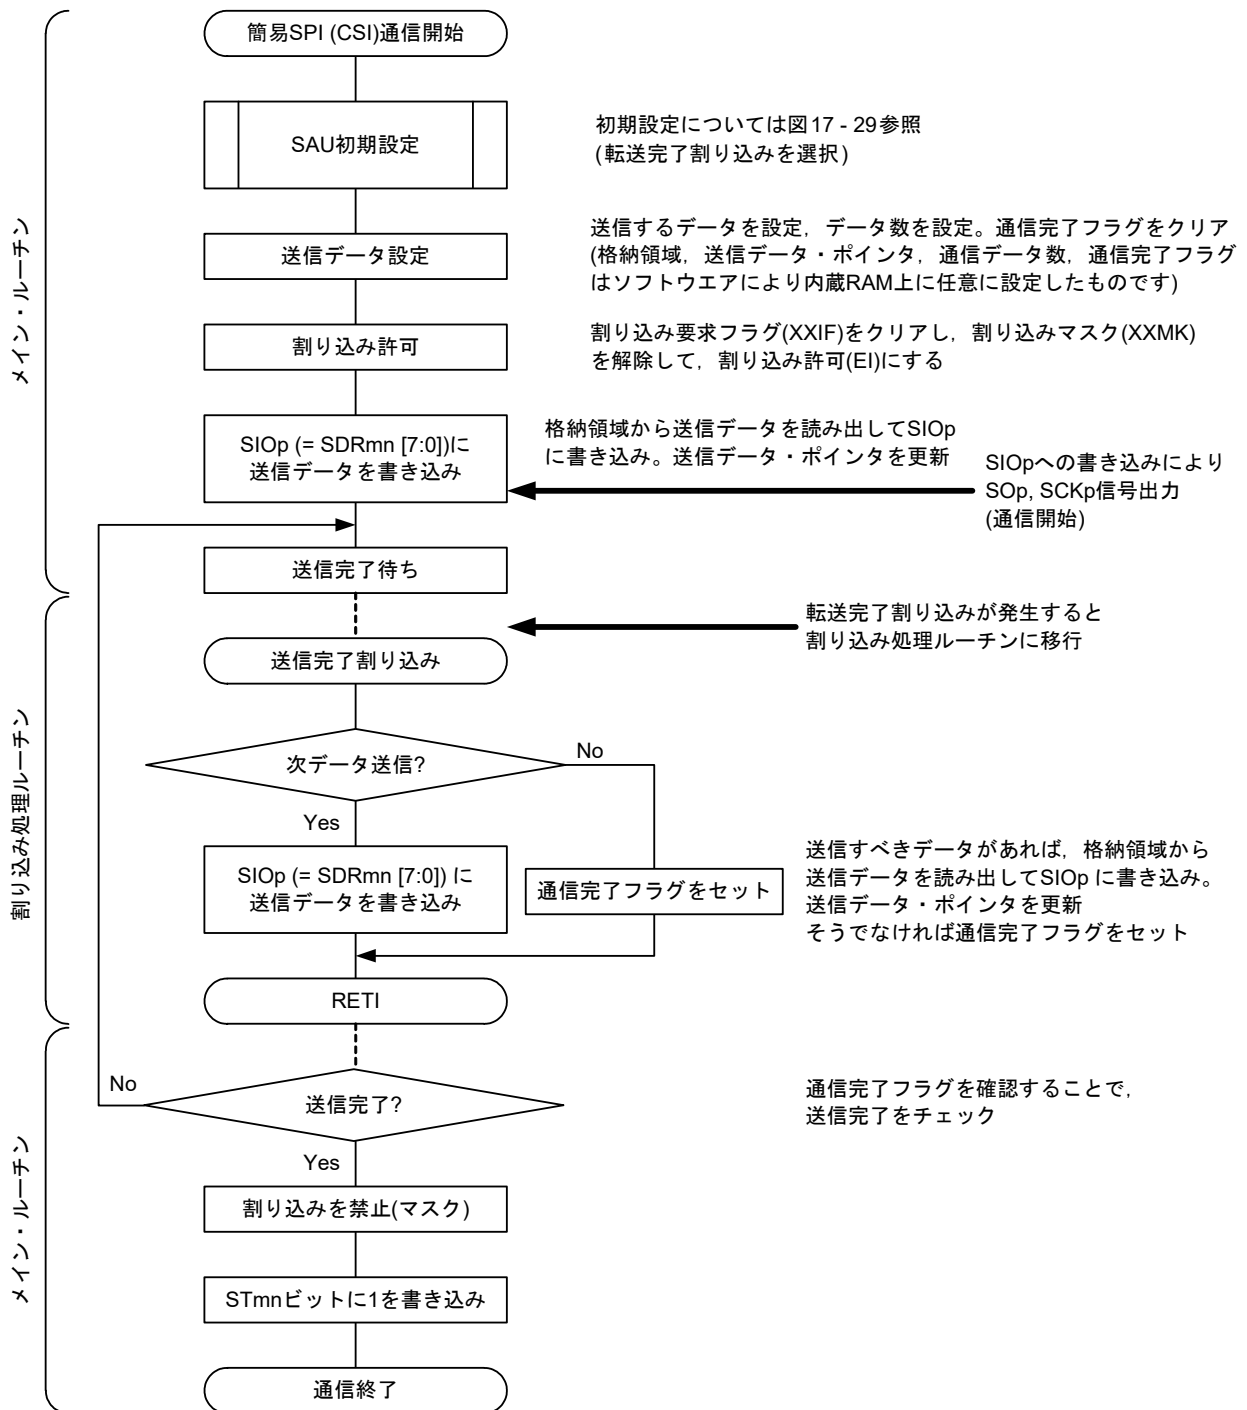 簡易SPI (CSI)通信開始
SAU初期設定
初期設定については図17 - 29参照
(転送完了割り込みを選択)
メイン・ルーチン
送信データ設定
送信するデータを設定，データ数を設定。通信完了フラグをクリア
(格納領域，送信データ・ポインタ，通信データ数，通信完了フラグ
はソフトウエアにより内蔵RAM上に任意に設定したものです)
割り込み許可
割り込み要求フラグ(XXIF)をクリアし，割り込みマスク(XXMK)
を解除して，割り込み許可(EI)にする
SIOp (= SDRmn [7:0])に
送信データを書き込み
格納領域から送信データを読み出してSIOp
に書き込み。送信データ・ポインタを更新
SIOpへの書き込みにより
SOp, SCKp信号出力
(通信開始)
送信完了待ち
転送完了割り込みが発生すると
割り込み処理ルーチンに移行
送信完了割り込み
割り込み処理ルーチン
次データ送信?
No
Yes
SIOp (= SDRmn [7:0]) に
送信データを書き込み
通信完了フラグをセット
送信すべきデータがあれば，格納領域から
送信データを読み出してSIOp に書き込み。
送信データ・ポインタを更新
そうでなければ通信完了フラグをセット
RETI
メイン・ルーチン
No
送信完了?
通信完了フラグを確認することで，
送信完了をチェック
Yes
割り込みを禁止(マスク)
STmnビットに1を書き込み
通信終了